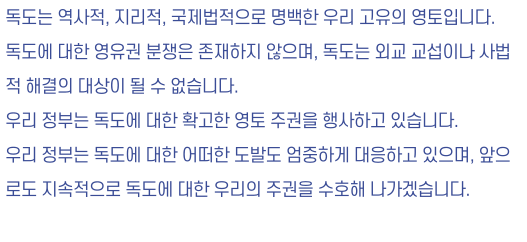 독도는 역사적, 지리적, 국제법적으로 명백한 우리 고유의 영토입니다.
독도에 대한 영유권 분쟁은 존재하지 않으며, 독도는 외교 교섭이나 사법
적 해결의 대상이 될 수 없습니다.
우리 정부는 독도에 대한 확고한 영토 주권을 행사하고 있습니다.
우리 정부는 독도에 대한 어떠한 도발도 엄중하게 대응하고 있으며, 앞으
로도 지속적으로 독도에 대한 우리의 주권을 수호해 나가겠습니다.